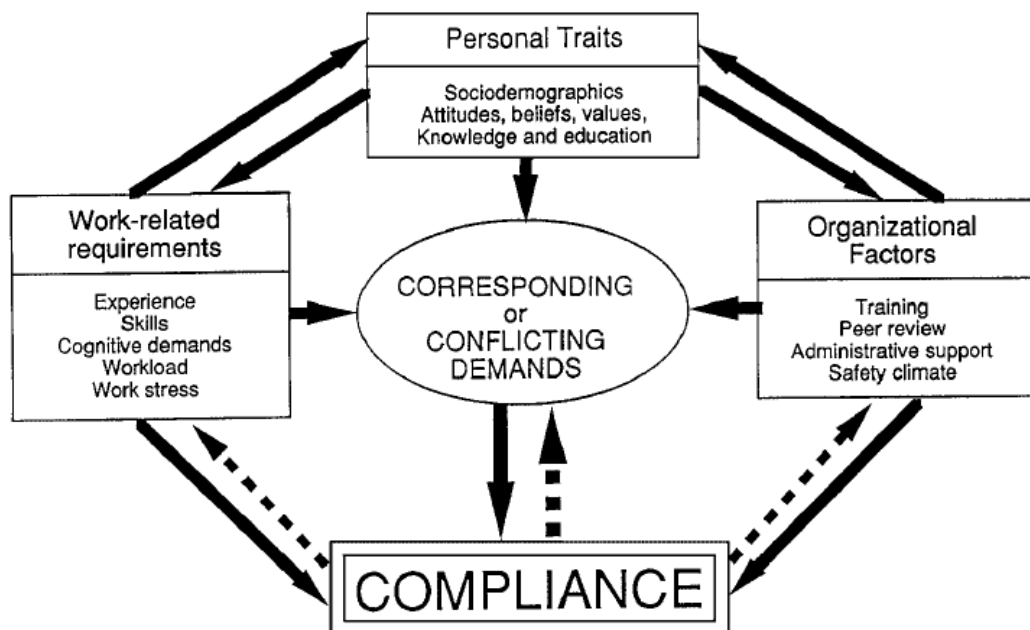 Personal Traits
Sociodemographics
Attitudes, beliefs, values,
Knowledge and education
Work-related
requirements
Experience
Skills
Cognitive demands
Workload
Work stress
CORRESPONDING
or
CONFLICTING
DEMANDS
Organizational
Factors
Training
Peer review
Administrative support
Safety climate
COMPLIANCE